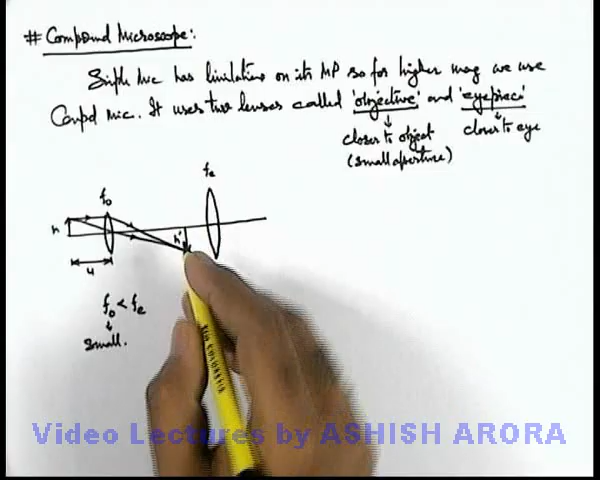 # Compound Microscope:
Simple Mic has limitation on its MP so for higher mag we use
Compd mic. It uses two lenses called 'objective' and 'eyepiece'
closer to object
(small aperture)
closer to eye
fo
fe
h
h'
u
fo < fe
small.
Video Lectures by ASHISH ARORA